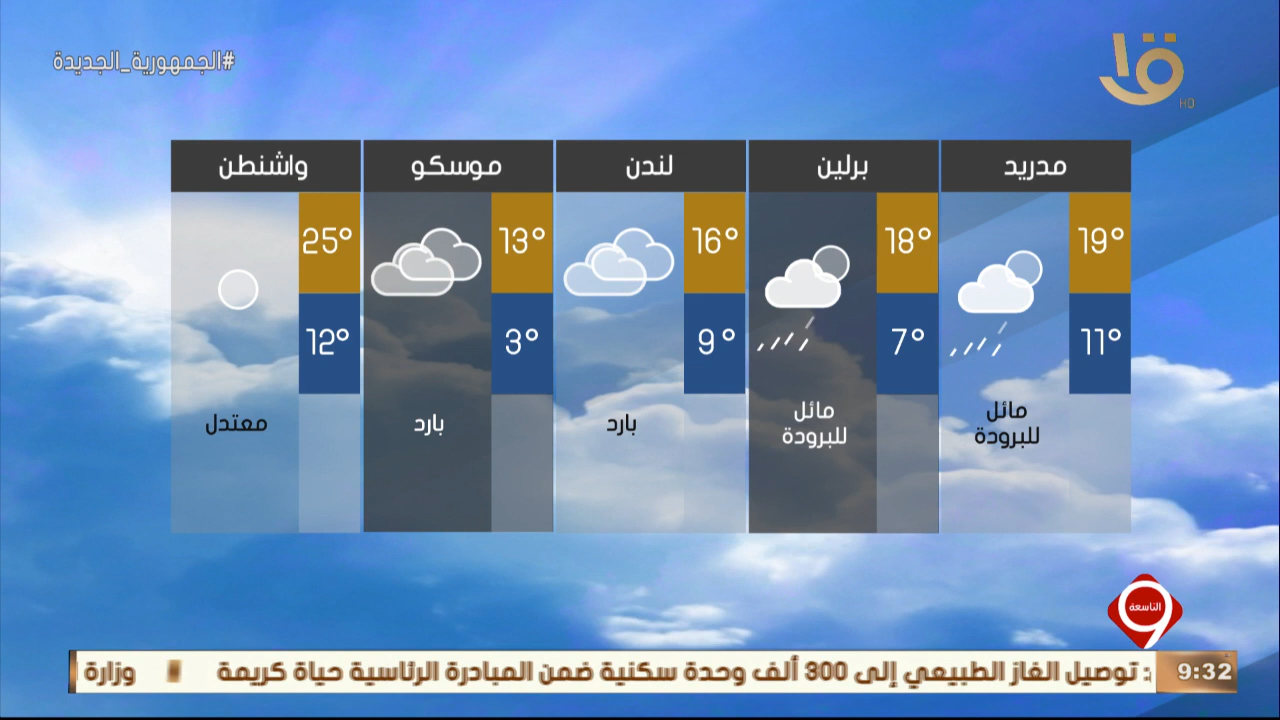 #الجمهورية_الجديدة
HD
مدريد
19°
11°
مائل
للبرودة
برلين
18°
7°
مائل
للبرودة
لندن
16°
9°
بارد
موسكو
13°
3°
بارد
واشنطن
25°
12°
معتدل
التاسعة
9
9:32
توصيل الغاز الطبيعي إلى 300 ألف وحدة سكنية ضمن المبادرة الرئاسية حياة كريمة وزارة